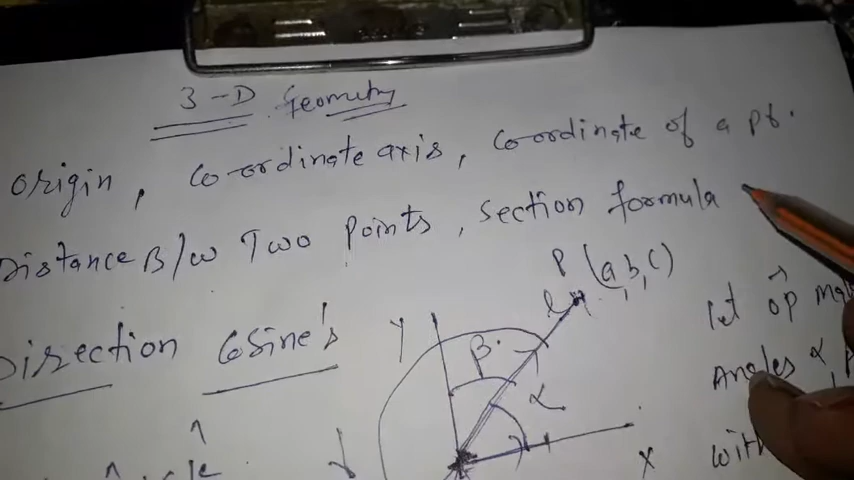 3-D Geometry
Origin, Co-ordinate axis, Co-ordinate of a pt.
Distance B/w Two Points, Section formula
P (a, b, c)
Direction Cosine's
Y
β
α
X
let op
Angles α,
with